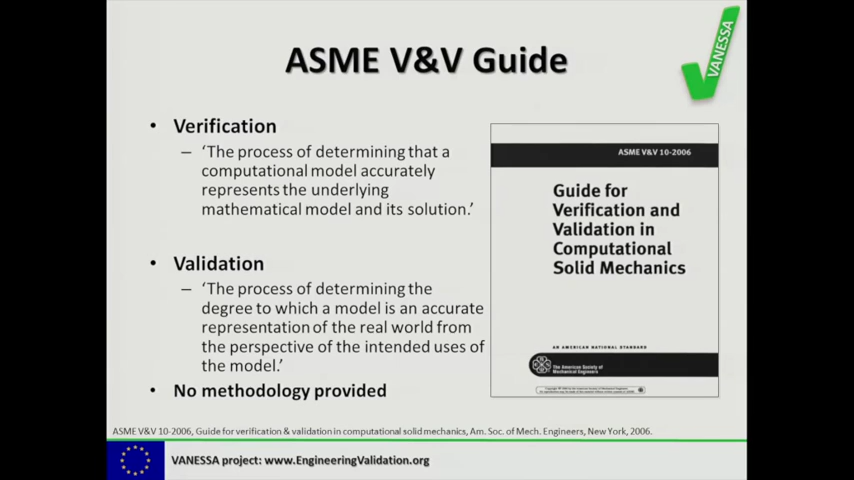 ASME V&V Guide
VANESSA
• Verification
– ‘The process of determining that a
computational model accurately
represents the underlying
mathematical model and its solution.’
• Validation
– ‘The process of determining the
degree to which a model is an accurate
representation of the real world from
the perspective of the intended uses of
the model.’
• No methodology provided
ASME V&V 10-2006
Guide for
Verification and
Validation in
Computational
Solid Mechanics
AN AMERICAN NATIONAL STANDARD
The American Society of
Mechanical Engineers
ASME V&V 10-2006, Guide for verification & validation in computational solid mechanics, Am. Soc. of Mech. Engineers, New York, 2006.
VANESSA project: www.EngineeringValidation.org